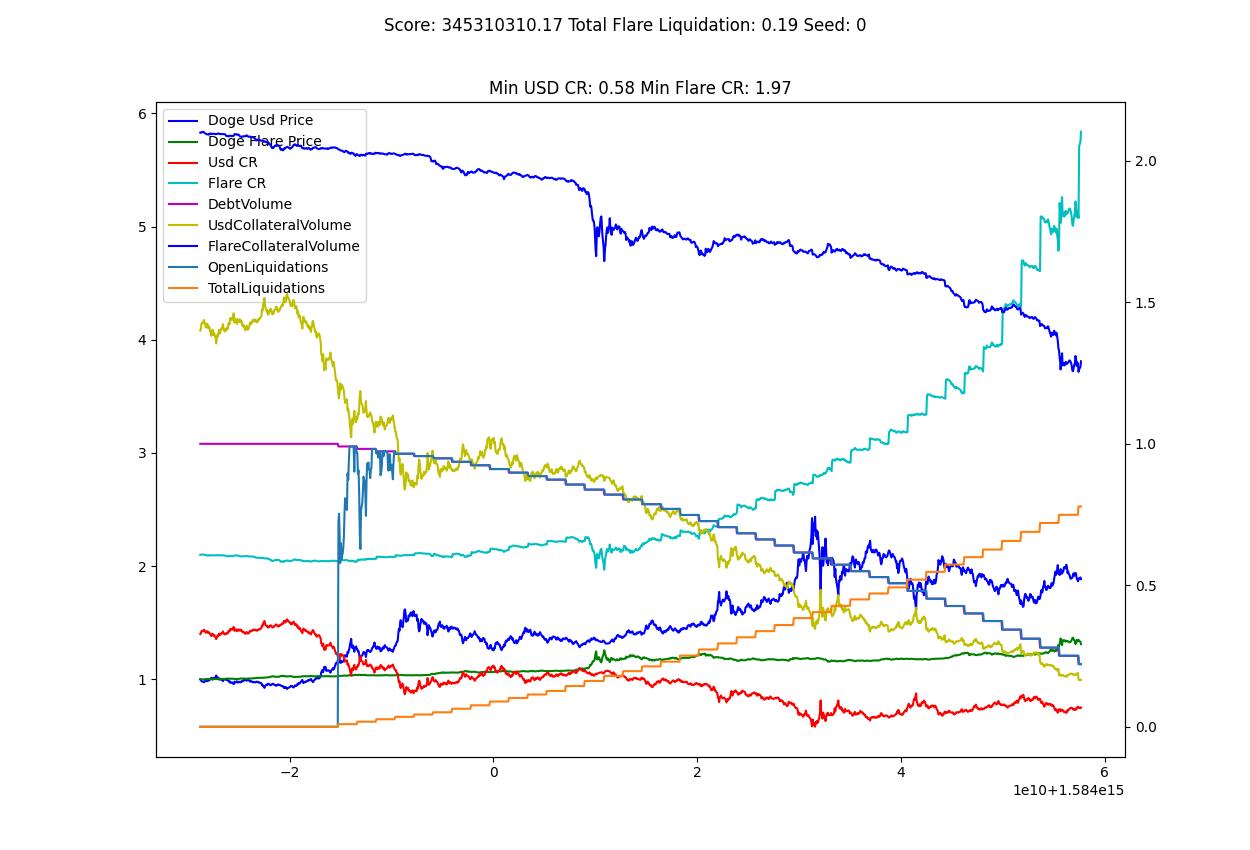 Score: 345310310.17 Total Flare Liquidation: 0.19 Seed: 0
Min USD CR: 0.58 Min Flare CR: 1.97
Doge Usd Price
Doge Flare Price
Usd CR
Flare CR
DebtVolume
UsdCollateralVolume
FlareCollateralVolume
OpenLiquidations
TotalLiquidations
6
5
4
3
2
1
2.0
1.5
1.0
0.5
0.0
−2 0 2 4 6
1e10+1.584e15